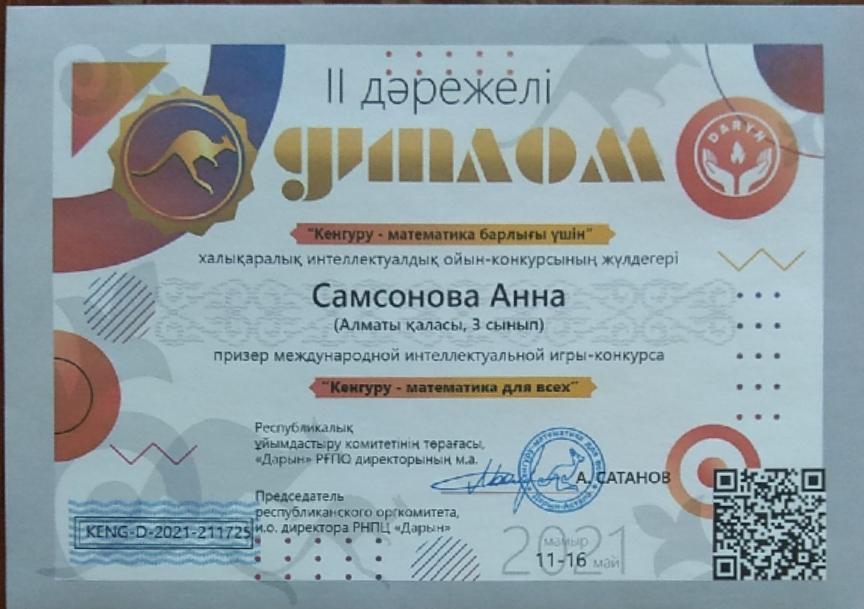 II дәрежелі
ДИПЛОМ
DARYN
"Кенгуру - математика барлығы үшін"
халықаралық интеллектуалдық ойын-конкурсының жүлдегері
Самсонова Анна
(Алматы қаласы, 3 сынып)
призер международной интеллектуальной игры-конкурса
"Кенгуру - математика для всех"
Республикалық
ұйымдастыру комитетінің төрағасы,
«Дарын» РҒПО директорының м.а.
А. САТАНОВ
Председатель
республиканского оргкомитета,
и.о. директора РНПЦ «Дарын»
KENG-D-2021-211725
2021
мамыр
11-16 май